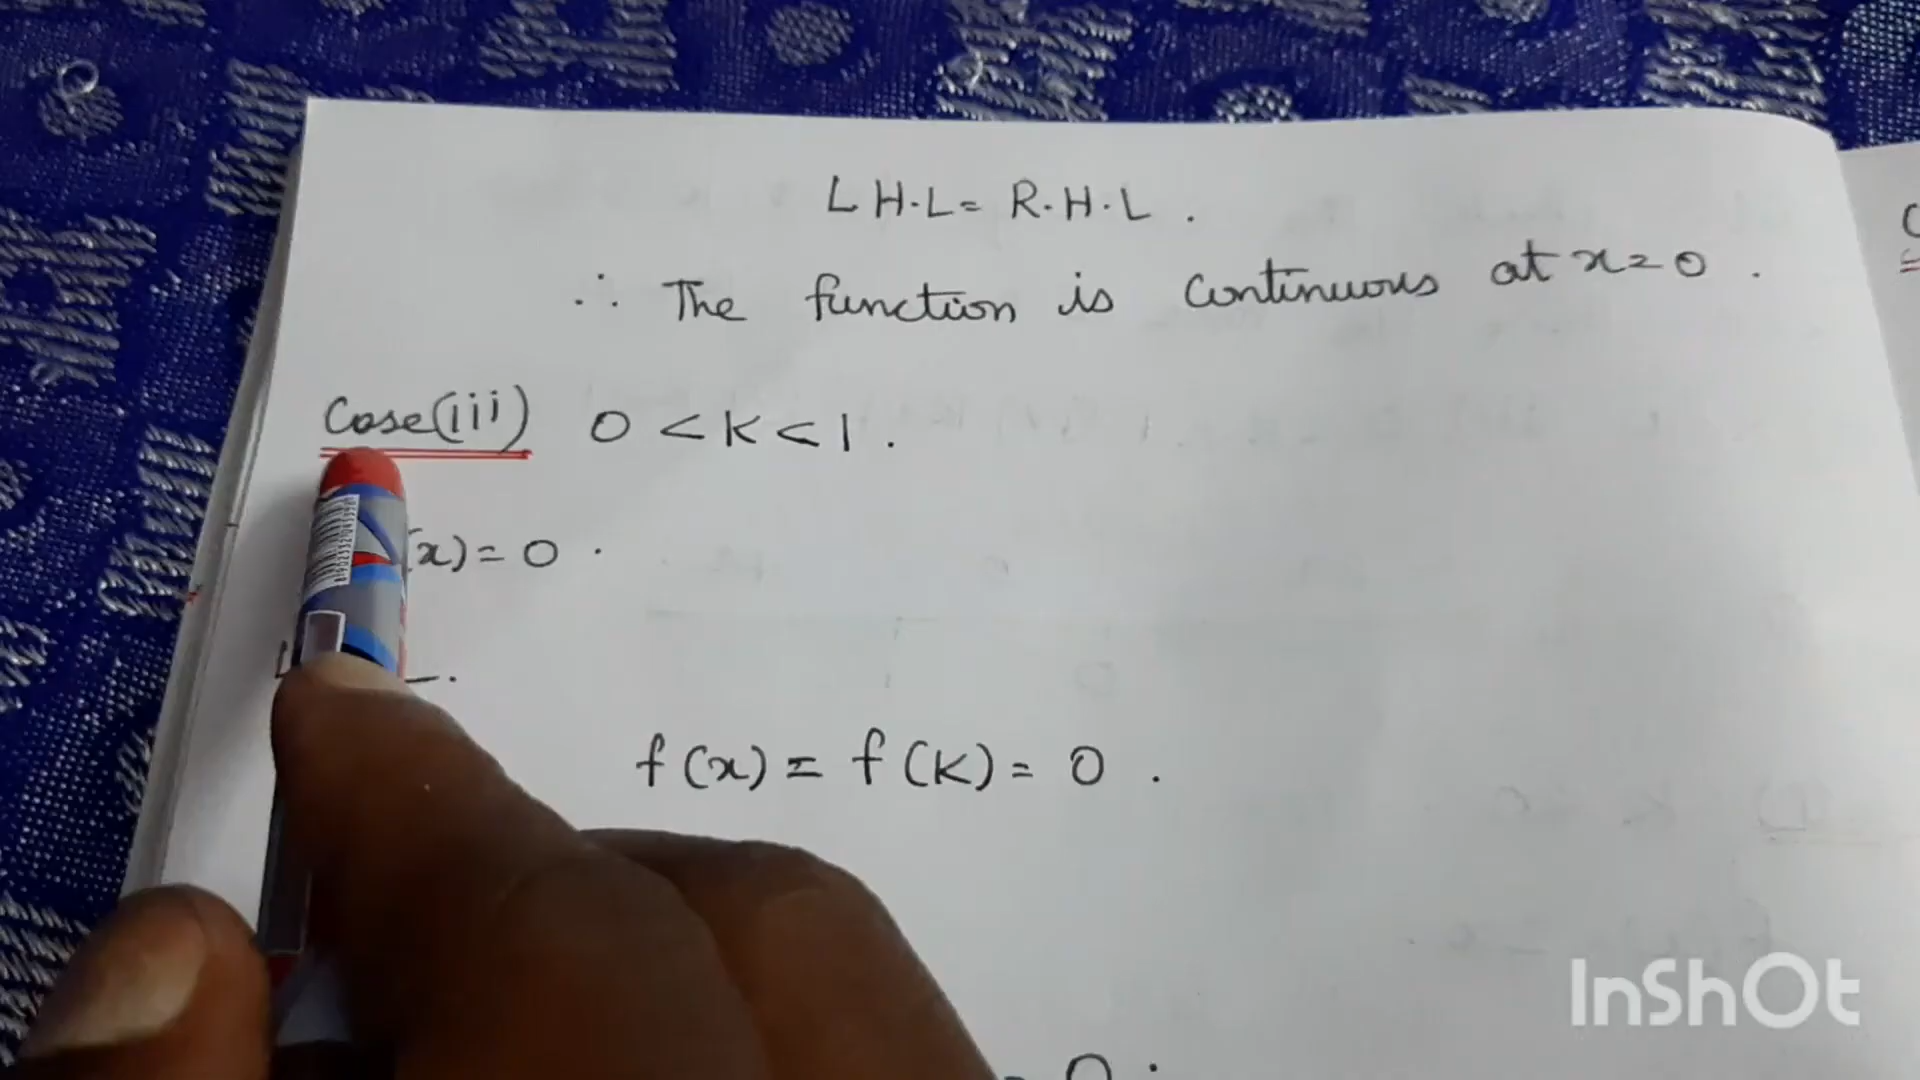 L H.L = R.H.L .
∴ The function is continuous at x=0 .
Case(iii) 0 < K < 1 .
(x) = 0 .
f(x) = f(K) = 0 .
InShOt